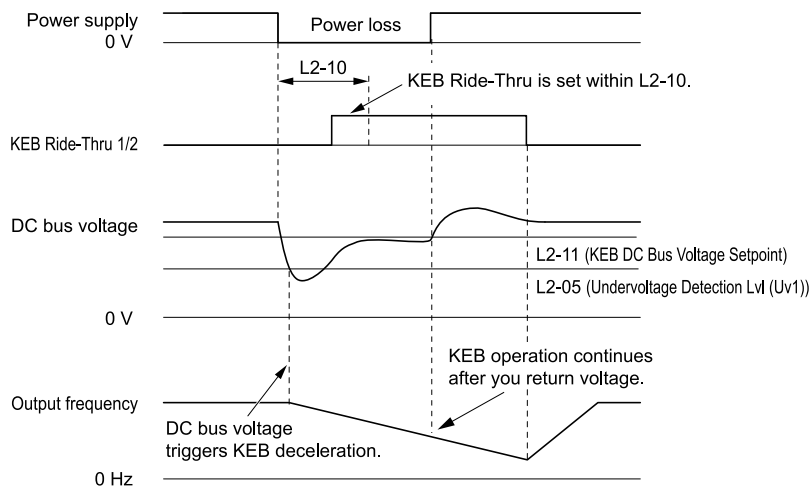 Power supply
0 V
Power loss
L2-10
KEB Ride-Thru is set within L2-10.
KEB Ride-Thru 1/2
DC bus voltage
L2-11 (KEB DC Bus Voltage Setpoint)
L2-05 (Undervoltage Detection Lvl (Uv1))
0 V
KEB operation continues
after you return voltage.
Output frequency
DC bus voltage
triggers KEB deceleration.
0 Hz